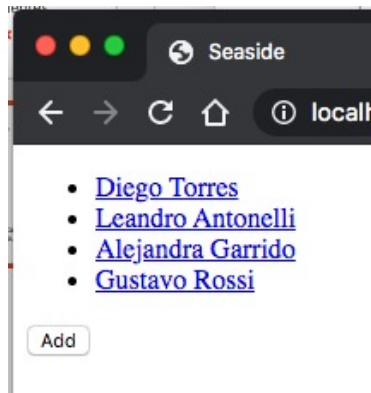 Seaside
localh
Diego Torres
Leandro Antonelli
Alejandra Garrido
Gustavo Rossi
Add